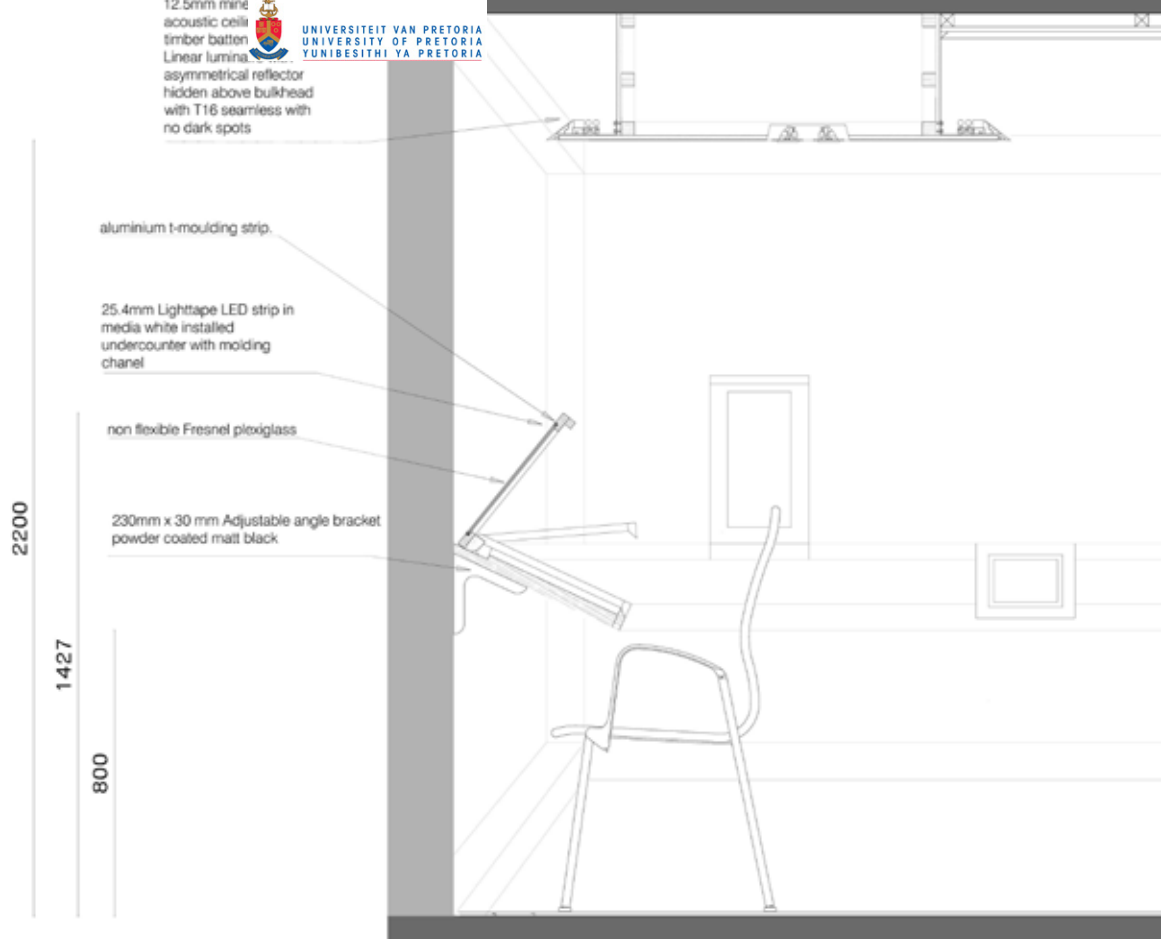 12.5mm
acoustic
timber batten
UNIVERSITEIT VAN PRETORIA
UNIVERSITY OF PRETORIA
YUNIBESITHI YA PRETORIA
Linear
asymmetrical reflector
hidden above bulkhead
with T16 seamless with
no dark spots
aluminium t-moulding strip.
25.4mm Lighttape LED strip in
media white installed
undercounter with molding
chanel
non flexible Fresnel plexiglass
230mm x 30 mm Adjustable angle bracket
powder coated matt black
2200
1427
800